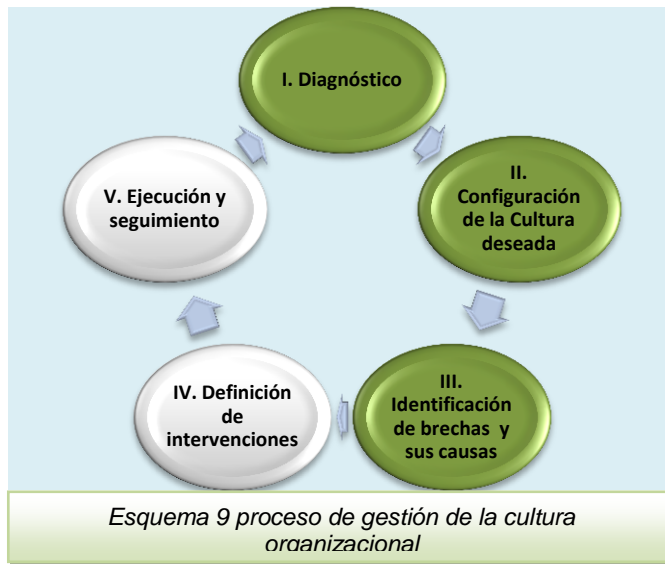 I. Diagnóstico
II.
Configuración
de la Cultura
deseada
III.
Identificación
de brechas y
sus causas
IV. Definición
de
intervenciones
V. Ejecución y
seguimiento
Esquema 9 proceso de gestión de la cultura
organizacional